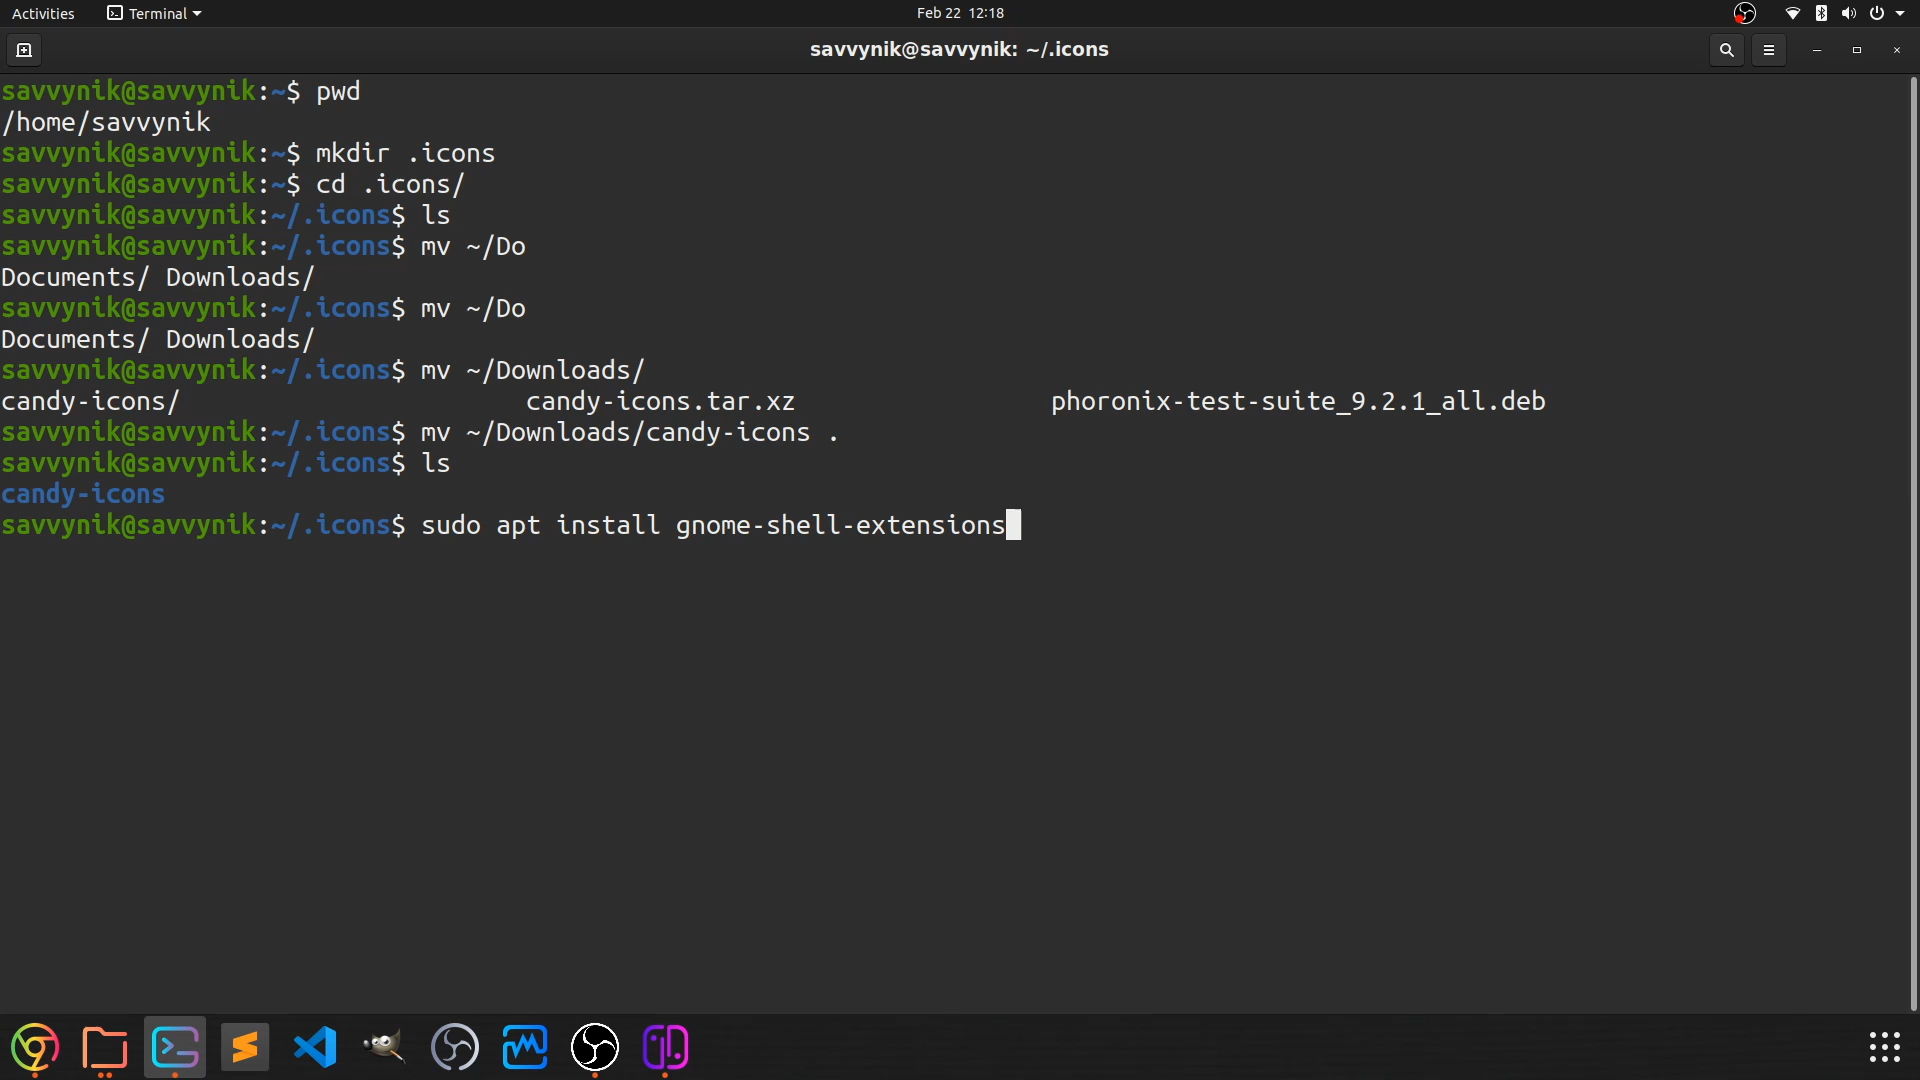 Activities Terminal Feb 22 12:18
savvynik@savvynik: ~/.icons
savvynik@savvynik:~$ pwd
/home/savvynik
savvynik@savvynik:~$ mkdir .icons
savvynik@savvynik:~$ cd .icons/
savvynik@savvynik:~/.icons$ ls
savvynik@savvynik:~/.icons$ mv ~/Do
Documents/ Downloads/
savvynik@savvynik:~/.icons$ mv ~/Do
Documents/ Downloads/
savvynik@savvynik:~/.icons$ mv ~/Downloads/
candy-icons/ candy-icons.tar.xz phoronix-test-suite_9.2.1_all.deb
savvynik@savvynik:~/.icons$ mv ~/Downloads/candy-icons .
savvynik@savvynik:~/.icons$ ls
candy-icons
savvynik@savvynik:~/.icons$ sudo apt install gnome-shell-extensions